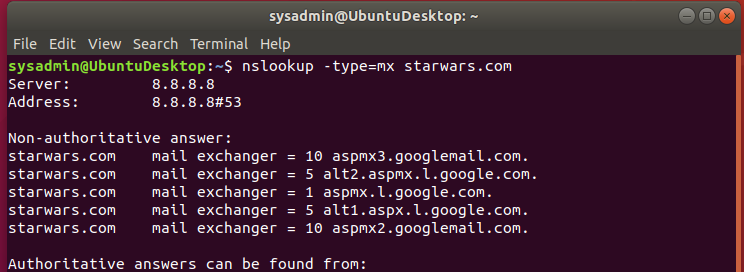 sysadmin@UbuntuDesktop: ~
File Edit View Search Terminal Help
sysadmin@UbuntuDesktop:~$ nslookup -type=mx starwars.com
Server:         8.8.8.8
Address:        8.8.8.8#53
Non-authoritative answer:
starwars.com    mail exchanger = 10 aspmx3.googlemail.com.
starwars.com    mail exchanger = 5 alt2.aspmx.l.google.com.
starwars.com    mail exchanger = 1 aspmx.l.google.com.
starwars.com    mail exchanger = 5 alt1.aspx.l.google.com.
starwars.com    mail exchanger = 10 aspmx2.googlemail.com.
Authoritative answers can be found from: